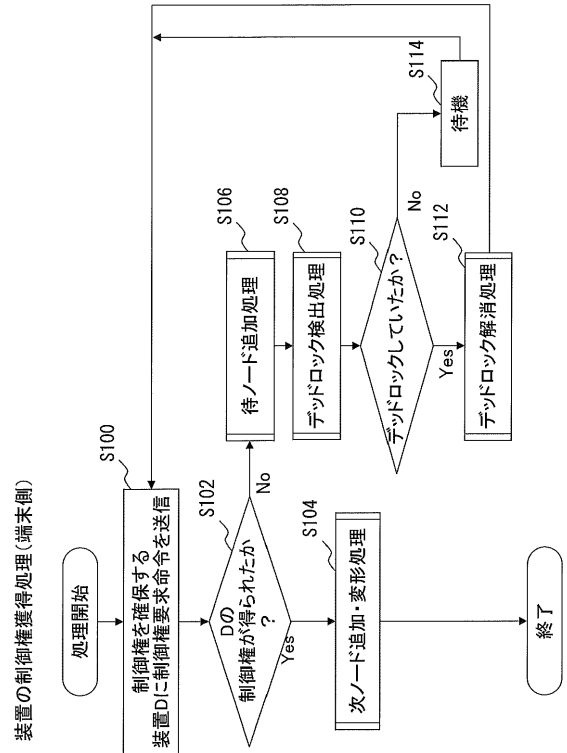 装置の制御権獲得処理(端末側)
処理開始
S100
制御権を確保する
装置Dに制御権要求命令を送信
S102
Dの
制御権が得られたか
?
Yes
No
S104
次ノード追加・変形処理
終了
S106
待ノード追加処理
S108
デッドロック検出処理
S110
デッドロックしていたか?
No
Yes
S112
デッドロック解消処理
S114
待機